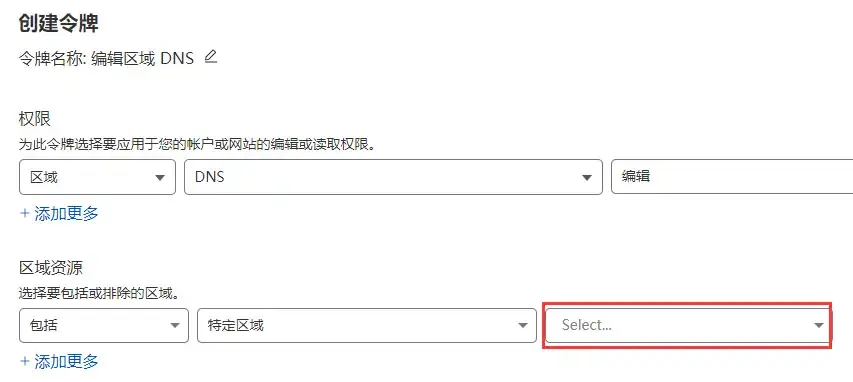 创建令牌
令牌名称: 编辑区域 DNS
权限
为此令牌选择要应用于您的帐户或网站的编辑或读取权限。
区域 DNS 编辑
+ 添加更多
区域资源
选择要包括或排除的区域。
包括 特定区域 Select...
+ 添加更多